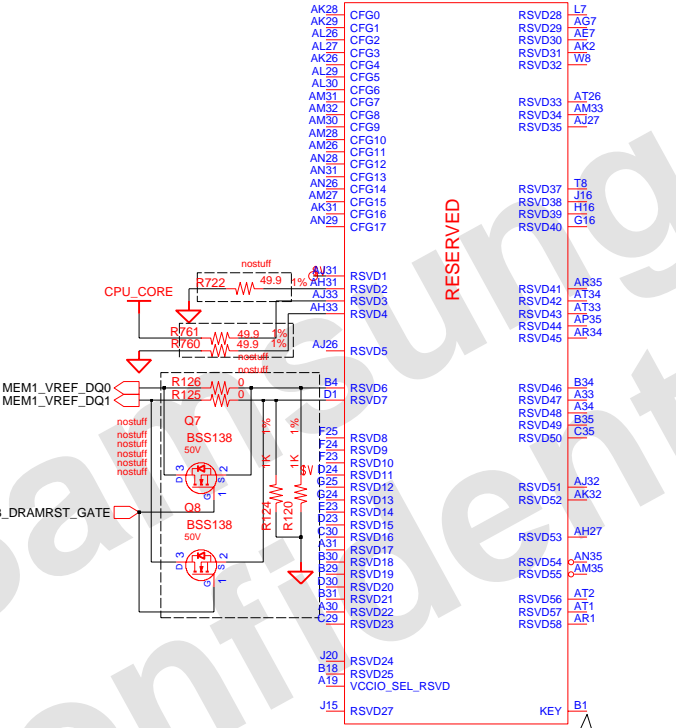 AK28 CFG0 RSVD28 L7
AK29 CFG1 RSVD29 AG7
AL26 CFG2 RSVD30 AE7
AL27 CFG3 RSVD31 AK2
AK26 CFG4 RSVD32 W8
AL29 CFG5
AL30 CFG6
AM31 CFG7 RSVD33 AT26
AM32 CFG8 RSVD34 AM33
AM30 CFG9 RSVD35 AJ27
AM28 CFG10
AM26 CFG11
AN28 CFG12
AN31 CFG13
AN26 CFG14 RSVD37 T8
AM27 CFG15 RSVD38 J16
AK31 CFG16 RSVD39 H16
AN29 CFG17 RSVD40 G16
RESERVED
nostuff
AJ31 RSVD1
R722 49.9 1% AH31 RSVD2 RSVD41 AR35
CPU_CORE AJ33 RSVD3 RSVD42 AT34
AH33 RSVD4 RSVD43 AT33
RSVD44 AP35
R761 49.9 1% RSVD45 AR34
R760 49.9 1%
AJ26 RSVD5
nostuff
nostuff
MEM1_VREF_DQ0 R126 0 B4 RSVD6 RSVD46 B34
MEM1_VREF_DQ1 R125 0 D1 RSVD7 RSVD47 A33
RSVD48 A34
nostuff Q7 RSVD49 B35
nostuff BSS138 1K 1% 1K 1% F25 RSVD8 RSVD50 C35
nostuff 50V F24 RSVD9
nostuff F23 RSVD10
nostuff D 3 G 1 S 2 D24 RSVD11
G25 RSVD12 RSVD51 AJ32
G24 RSVD13 RSVD52 AK32
_DRAMRST_GATE Q8 R124 R120 E23 RSVD14
BSS138 D23 RSVD15
50V C30 RSVD16 RSVD53 AH27
A31 RSVD17
D 3 G 1 S 2 B30 RSVD18 RSVD54 AN35
B29 RSVD19 RSVD55 AM35
D30 RSVD20
B31 RSVD21 RSVD56 AT2
A30 RSVD22 RSVD57 AT1
C29 RSVD23 RSVD58 AR1
J20 RSVD24
B18 RSVD25
A19 VCCIO_SEL_RSVD
J15 RSVD27 KEY B1
Samsung
Confident